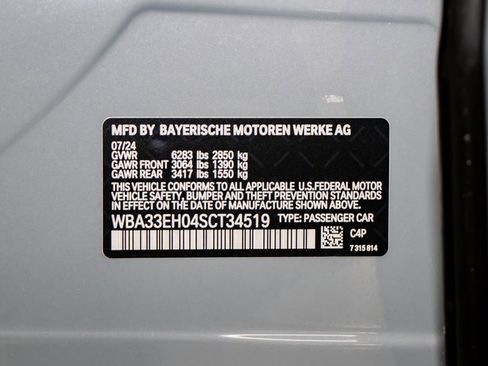 MFD BY BAYERISCHE MOTOREN WERKE AG
07/24
GVWR 6283 lbs 2850 kg
GAWR FRONT 3064 lbs 1390 kg
GAWR REAR 3417 lbs 1550 kg
THIS VEHICLE CONFORMS TO ALL APPLICABLE U.S.FEDERAL MOTOR
VEHICLE SAFETY, BUMPER, AND THEFT PREVENTION STANDARDS
IN EFFECT ON THE DATE OF MANUFACTURE SHOWN ABOVE.
WBA33EH04SCT34519 TYPE: PASSENGER CAR
C4P
7 315 614